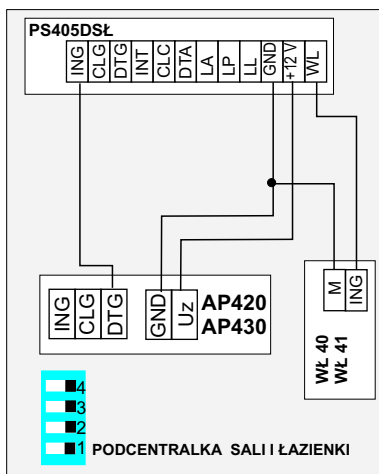 PS405DSŁ
ING CLG DTG INT CLC DTA LA LP LL GND +12 V WL
ING CLG DTG GND Uz AP420
AP430
M ING
WŁ 40
WŁ 41
4
3
2
1 PODCENTRALKA SALI I ŁAZIENKI